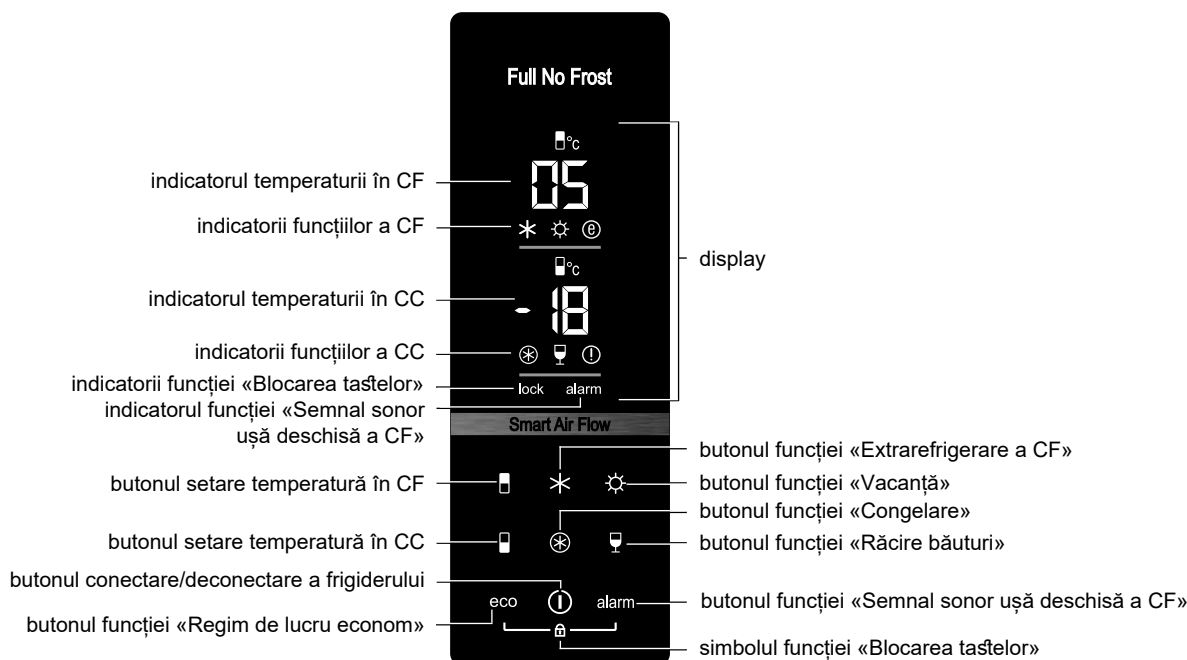 Full No Frost
°c
indicatorul temperaturii în CF
05
indicatorii funcțiilor a CF
e
display
°c
indicatorul temperaturii în CC
-18
indicatorii funcțiilor a CC
indicatorii funcției «Blocarea tastelor»
lock alarm
indicatorul funcției «Semnal sonor
ușă deschisă a CF»
Smart Air Flow
butonul funcției «Extrarefrigerare a CF»
butonul setare temperatură în CF
butonul funcției «Vacanță»
butonul funcției «Congelare»
butonul setare temperatură în CC
butonul funcției «Răcire băuturi»
butonul conectare/deconectare a frigiderului
eco alarm
butonul funcției «Semnal sonor ușă deschisă a CF»
butonul funcției «Regim de lucru econom»
simbolul funcției «Blocarea tastelor»